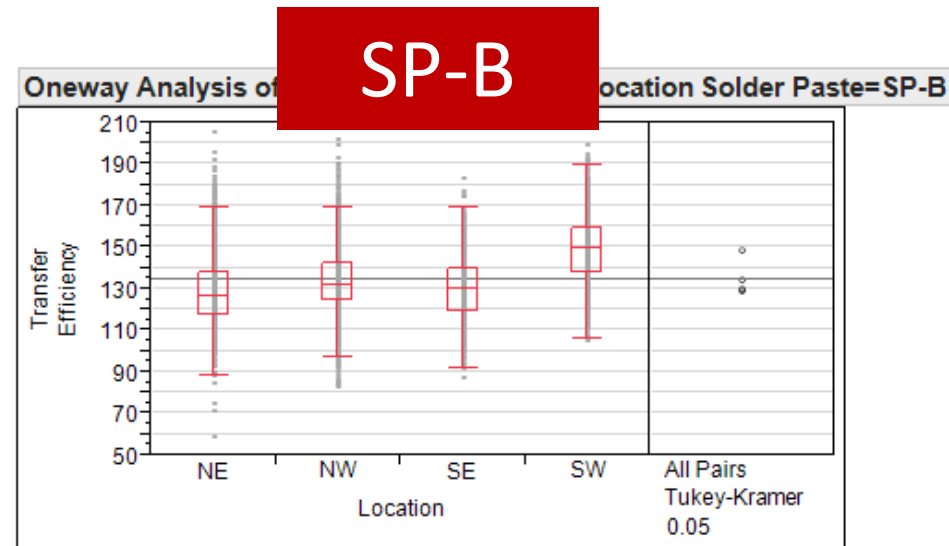 SP-B
Oneway Analysis of ocation Solder Paste=SP-B
210
190
170
150
130
110
90
70
50
Transfer
Efficiency
NE NW SE SW
Location
All Pairs
Tukey-Kramer
0.05